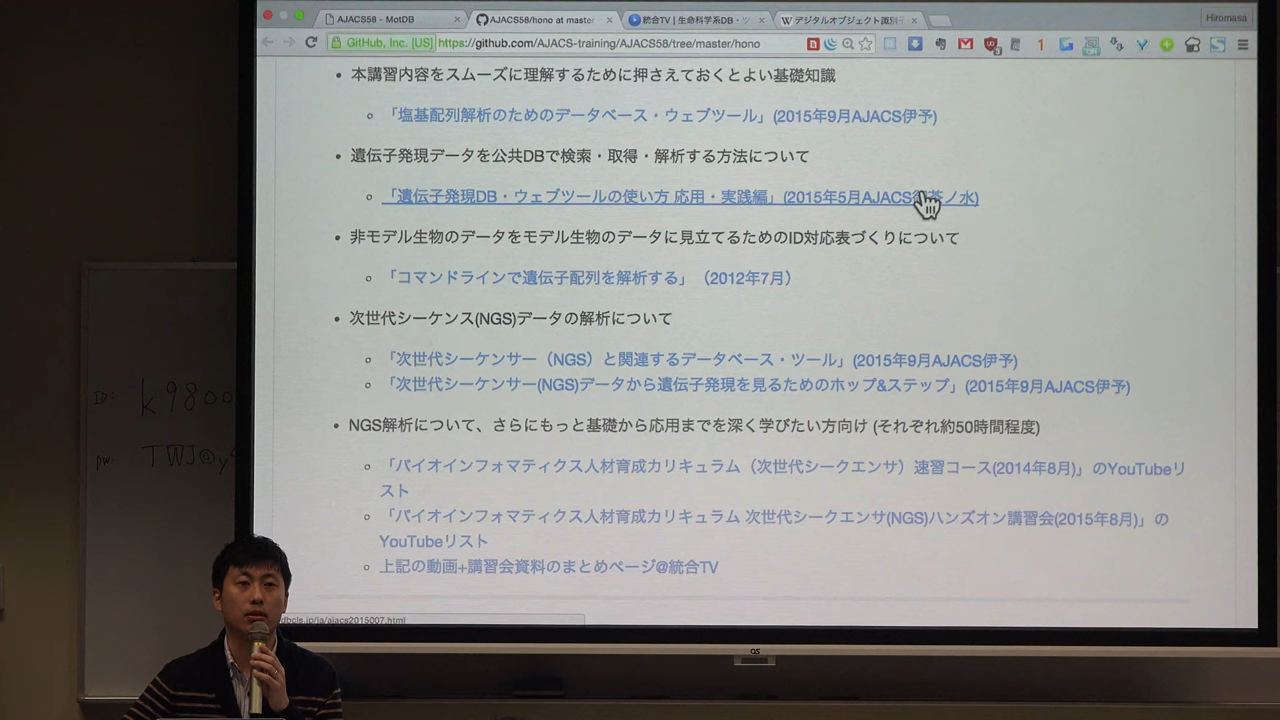 AJACS58 - MotDB
AJACS58/hono at master
統合TV | 生命科学系DB・ツ
デジタルオブジェクト識別子
Hiromasa
GitHub, Inc. [US] https://github.com/AJACS-training/AJACS58/tree/master/hono
本講習内容をスムーズに理解するために押さえておくとよい基礎知識
「塩基配列解析のためのデータベース・ウェブツール」(2015年9月AJACS伊予)
遺伝子発現データを公共DBで検索・取得・解析する方法について
「遺伝子発現DB・ウェブツールの使い方 応用・実践編」(2015年5月AJACS御茶ノ水)
非モデル生物のデータをモデル生物のデータに見立てるためのID対応表づくりについて
「コマンドラインで遺伝子配列を解析する」（2012年7月）
次世代シーケンス(NGS)データの解析について
「次世代シーケンサー（NGS）と関連するデータベース・ツール」(2015年9月AJACS伊予)
「次世代シーケンサー(NGS)データから遺伝子発現を見るためのホップ&ステップ」(2015年9月AJACS伊予)
NGS解析について、さらにもっと基礎から応用までを深く学びたい方向け (それぞれ約50時間程度)
「バイオインフォマティクス人材育成カリキュラム（次世代シークエンサ）速習コース(2014年8月)」のYouTubeリ
スト
「バイオインフォマティクス人材育成カリキュラム 次世代シークエンサ(NGS)ハンズオン講習会(2015年8月)」の
YouTubeリスト
上記の動画+講習会資料のまとめページ@統合TV
dbcls.jp/ja/ajacs2015007.html
ID: k9800
PW: TWJ@y
OS